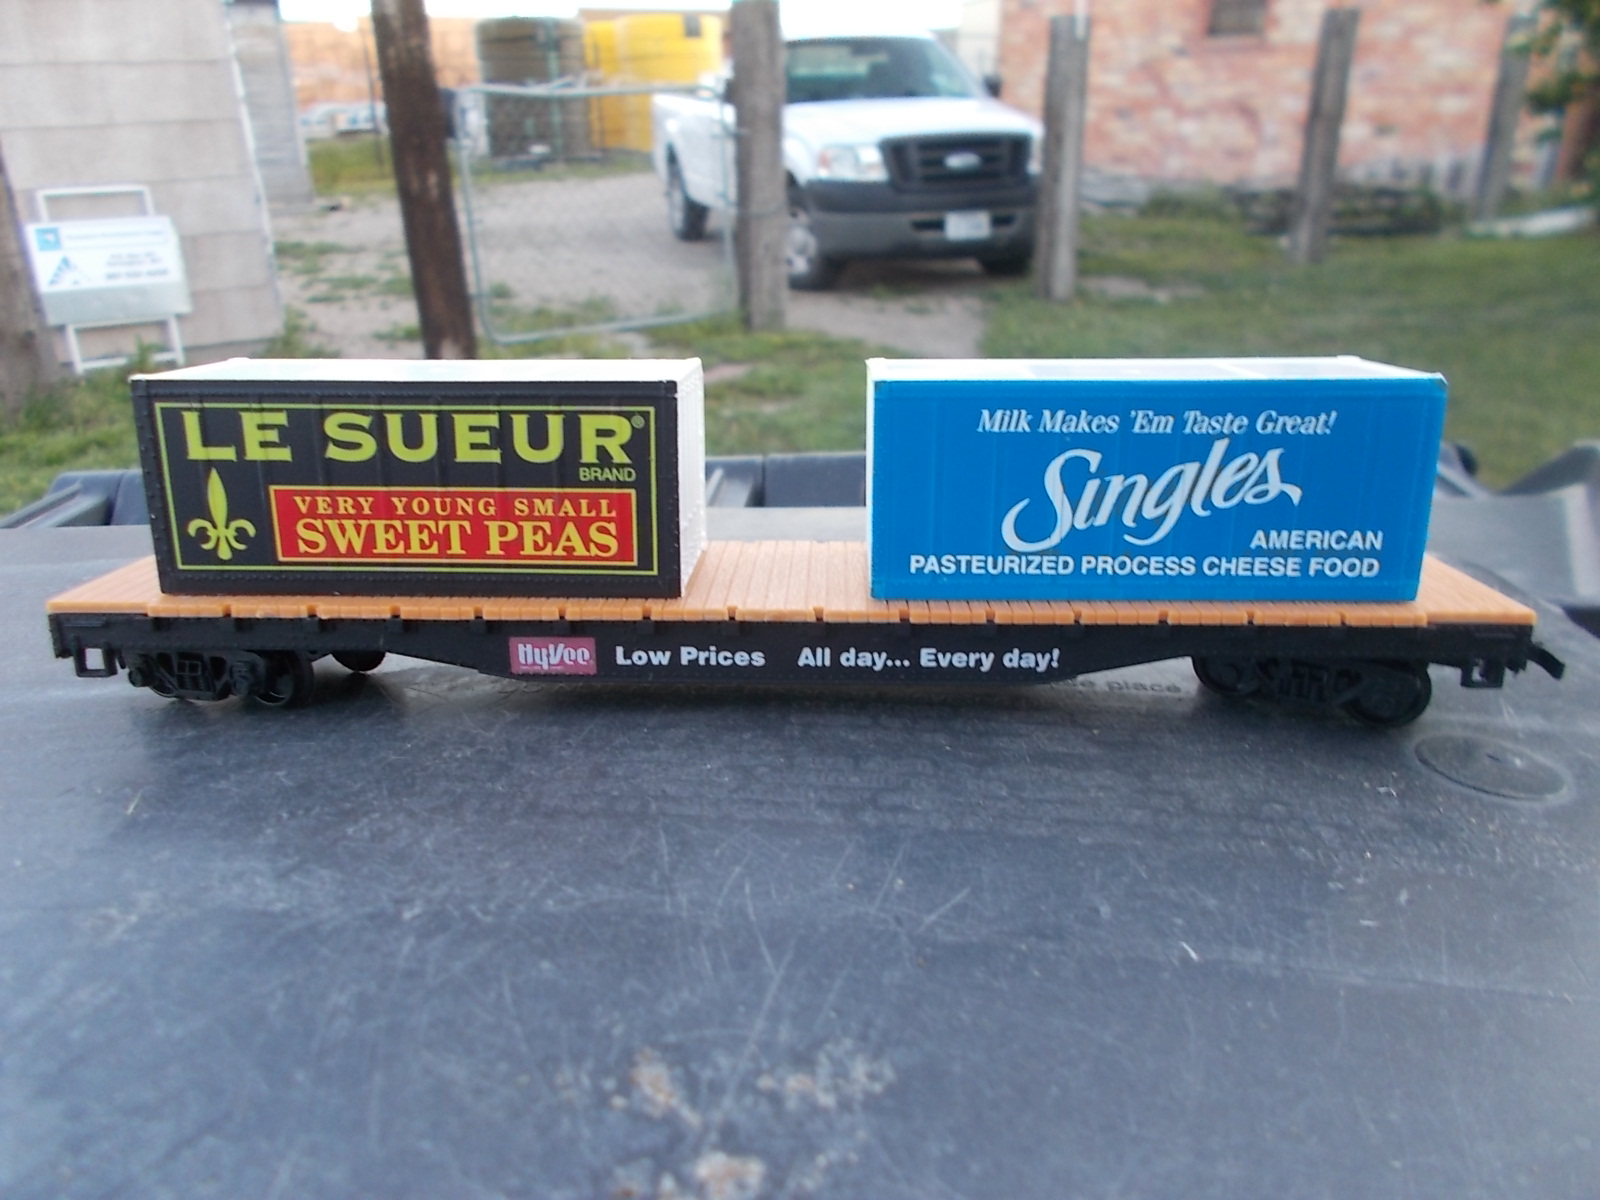 LE SUEUR®
BRAND
VERY YOUNG SMALL
SWEET PEAS
Milk Makes 'Em Taste Great!
Singles
AMERICAN
PASTEURIZED PROCESS CHEESE FOOD
HyVee Low Prices All day... Every day!
place